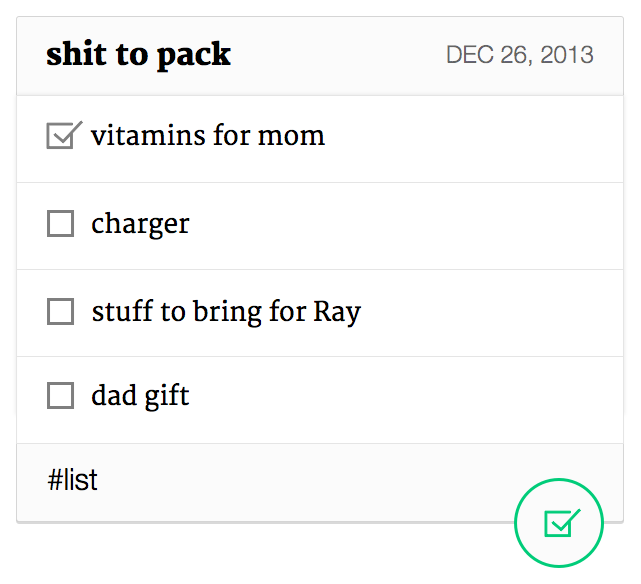 shit to pack
DEC 26, 2013
vitamins for mom
charger
stuff to bring for Ray
dad gift
#list